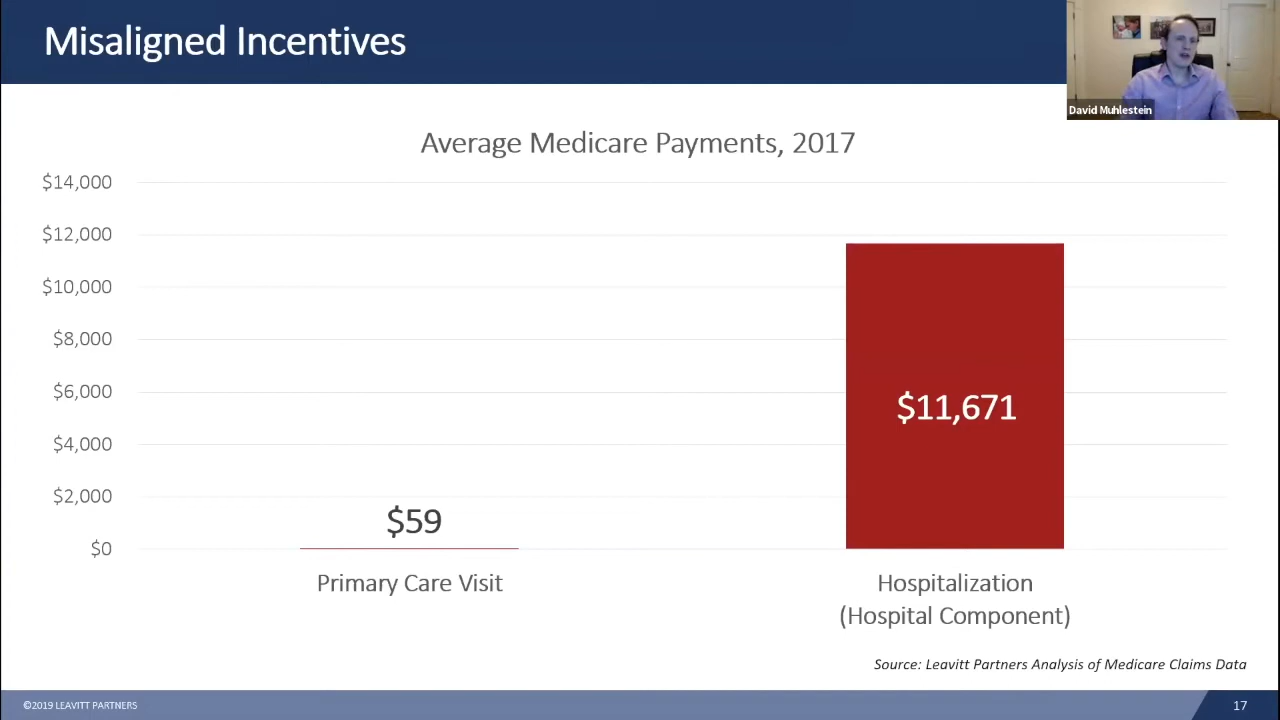 Misaligned Incentives
David Muhlestein
Average Medicare Payments, 2017
$14,000
$12,000
$10,000
$8,000
$6,000
$4,000
$2,000
$0
$59
$11,671
Primary Care Visit
Hospitalization
(Hospital Component)
Source: Leavitt Partners Analysis of Medicare Claims Data
©2019 LEAVITT PARTNERS
17